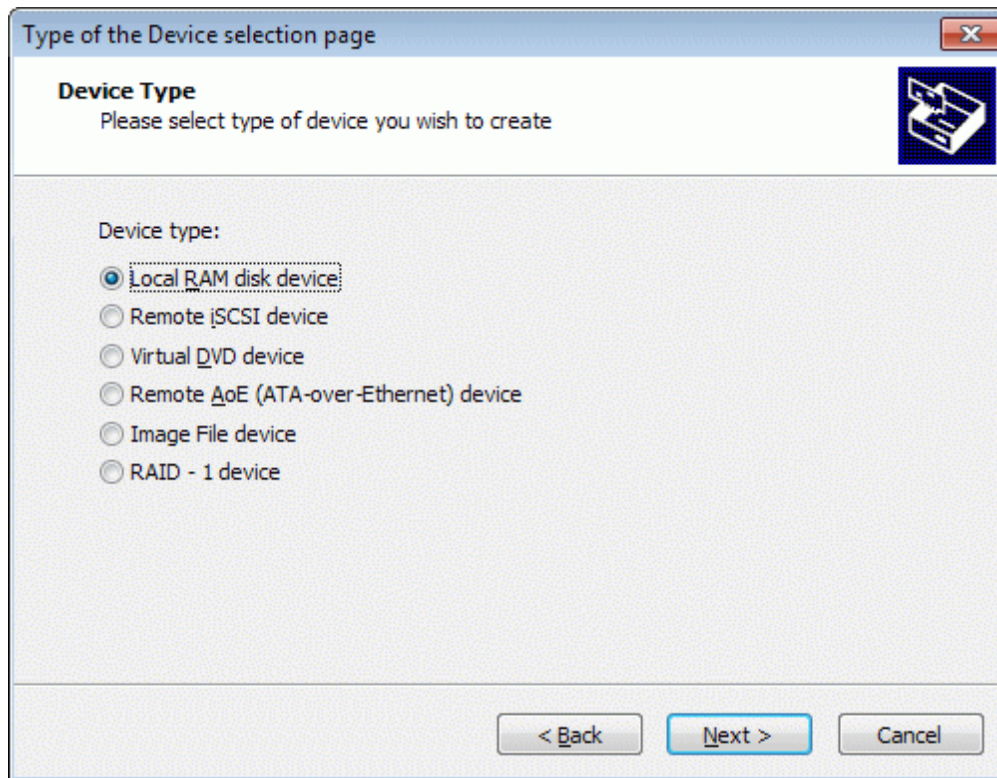 Type of the Device selection page
Device Type
Please select type of device you wish to create
Device type:
Local RAM disk device
Remote iSCSI device
Virtual DVD device
Remote AoE (ATA-over-Ethernet) device
Image File device
RAID - 1 device
< Back Next > Cancel